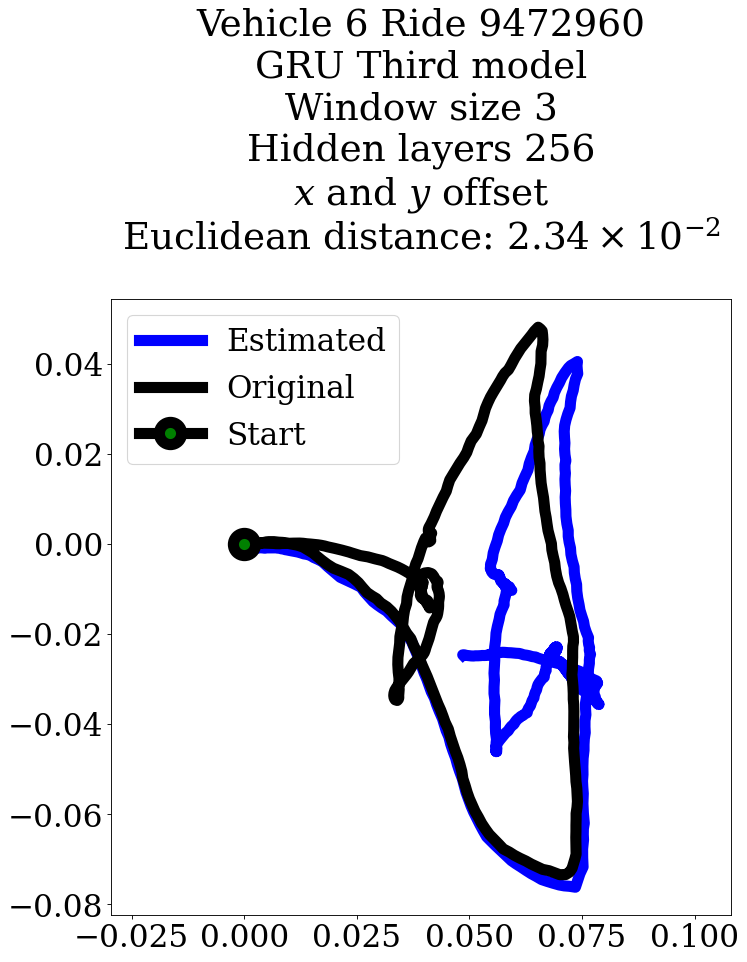 Vehicle 6 Ride 9472960
GRU Third model
Window size 3
Hidden layers 256
x and y offset
Euclidean distance: 2.34 × 10⁻²
Estimated
Original
Start
0.04
0.02
0.00
−0.02
−0.04
−0.06
−0.08
−0.025 0.000 0.025 0.050 0.075 0.100